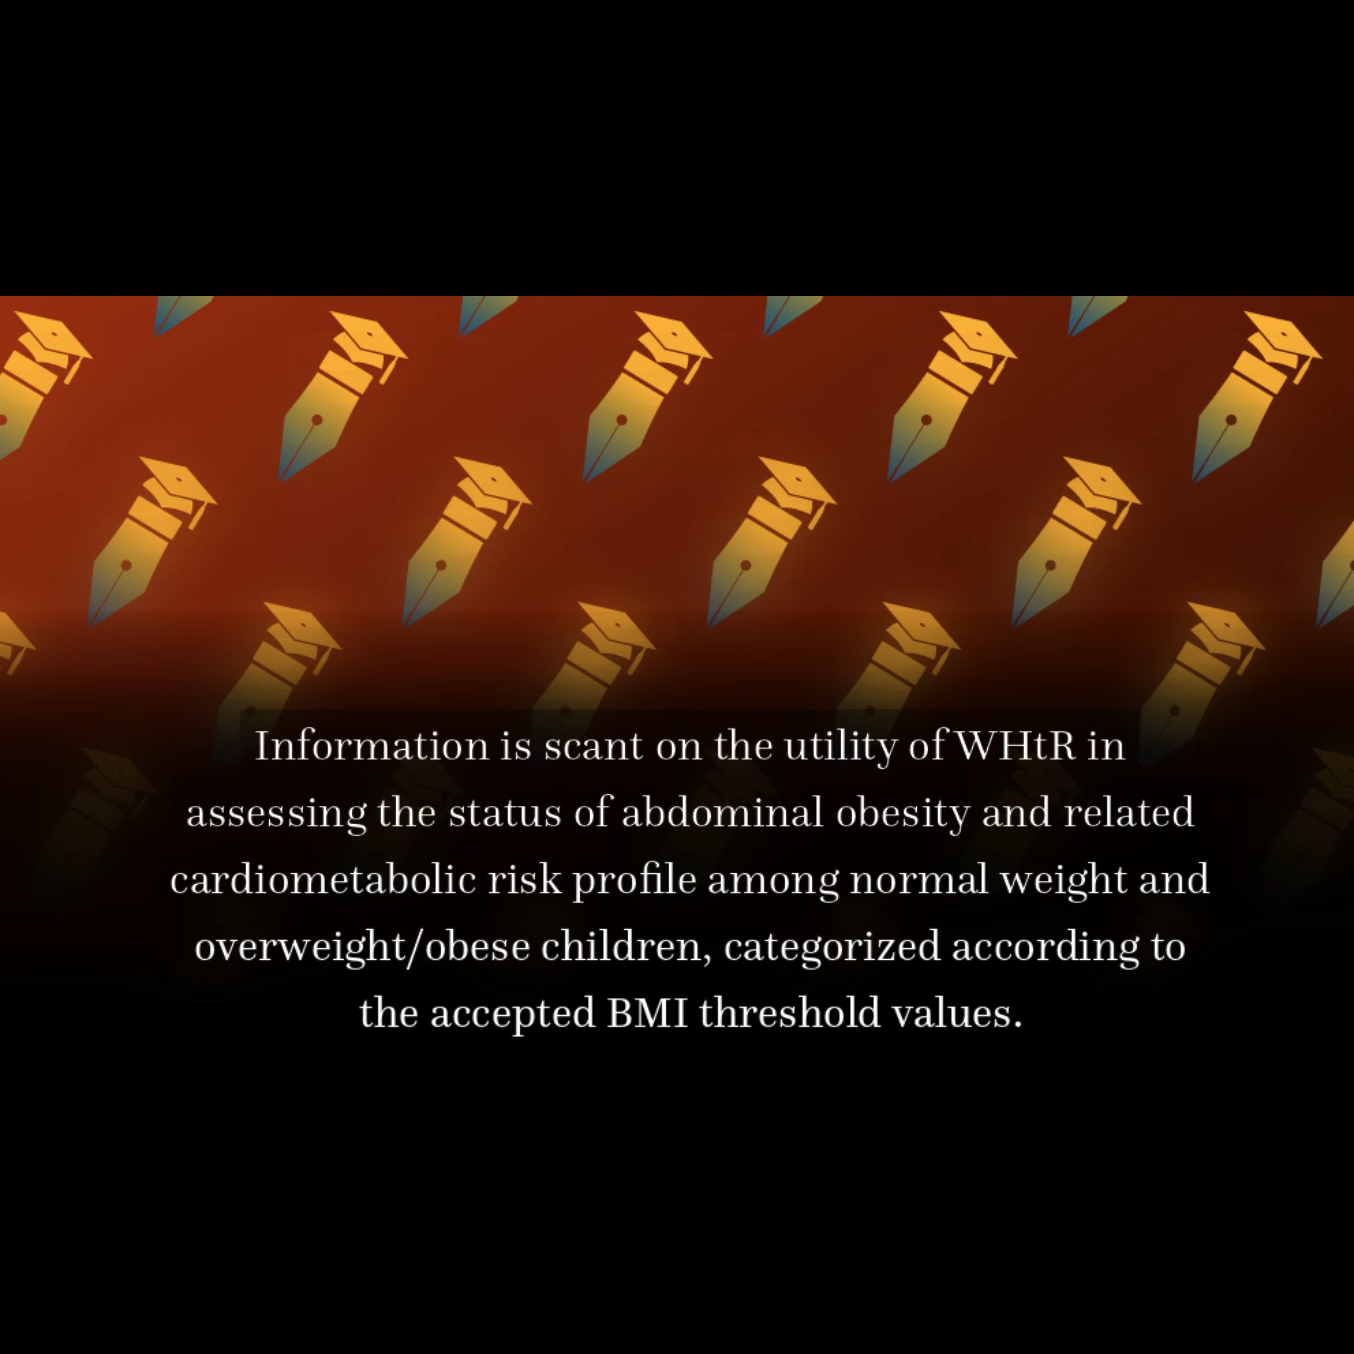 Information is scant on the utility of WHtR in
assessing the status of abdominal obesity and related
cardiometabolic risk profile among normal weight and
overweight/obese children, categorized according to
the accepted BMI threshold values.